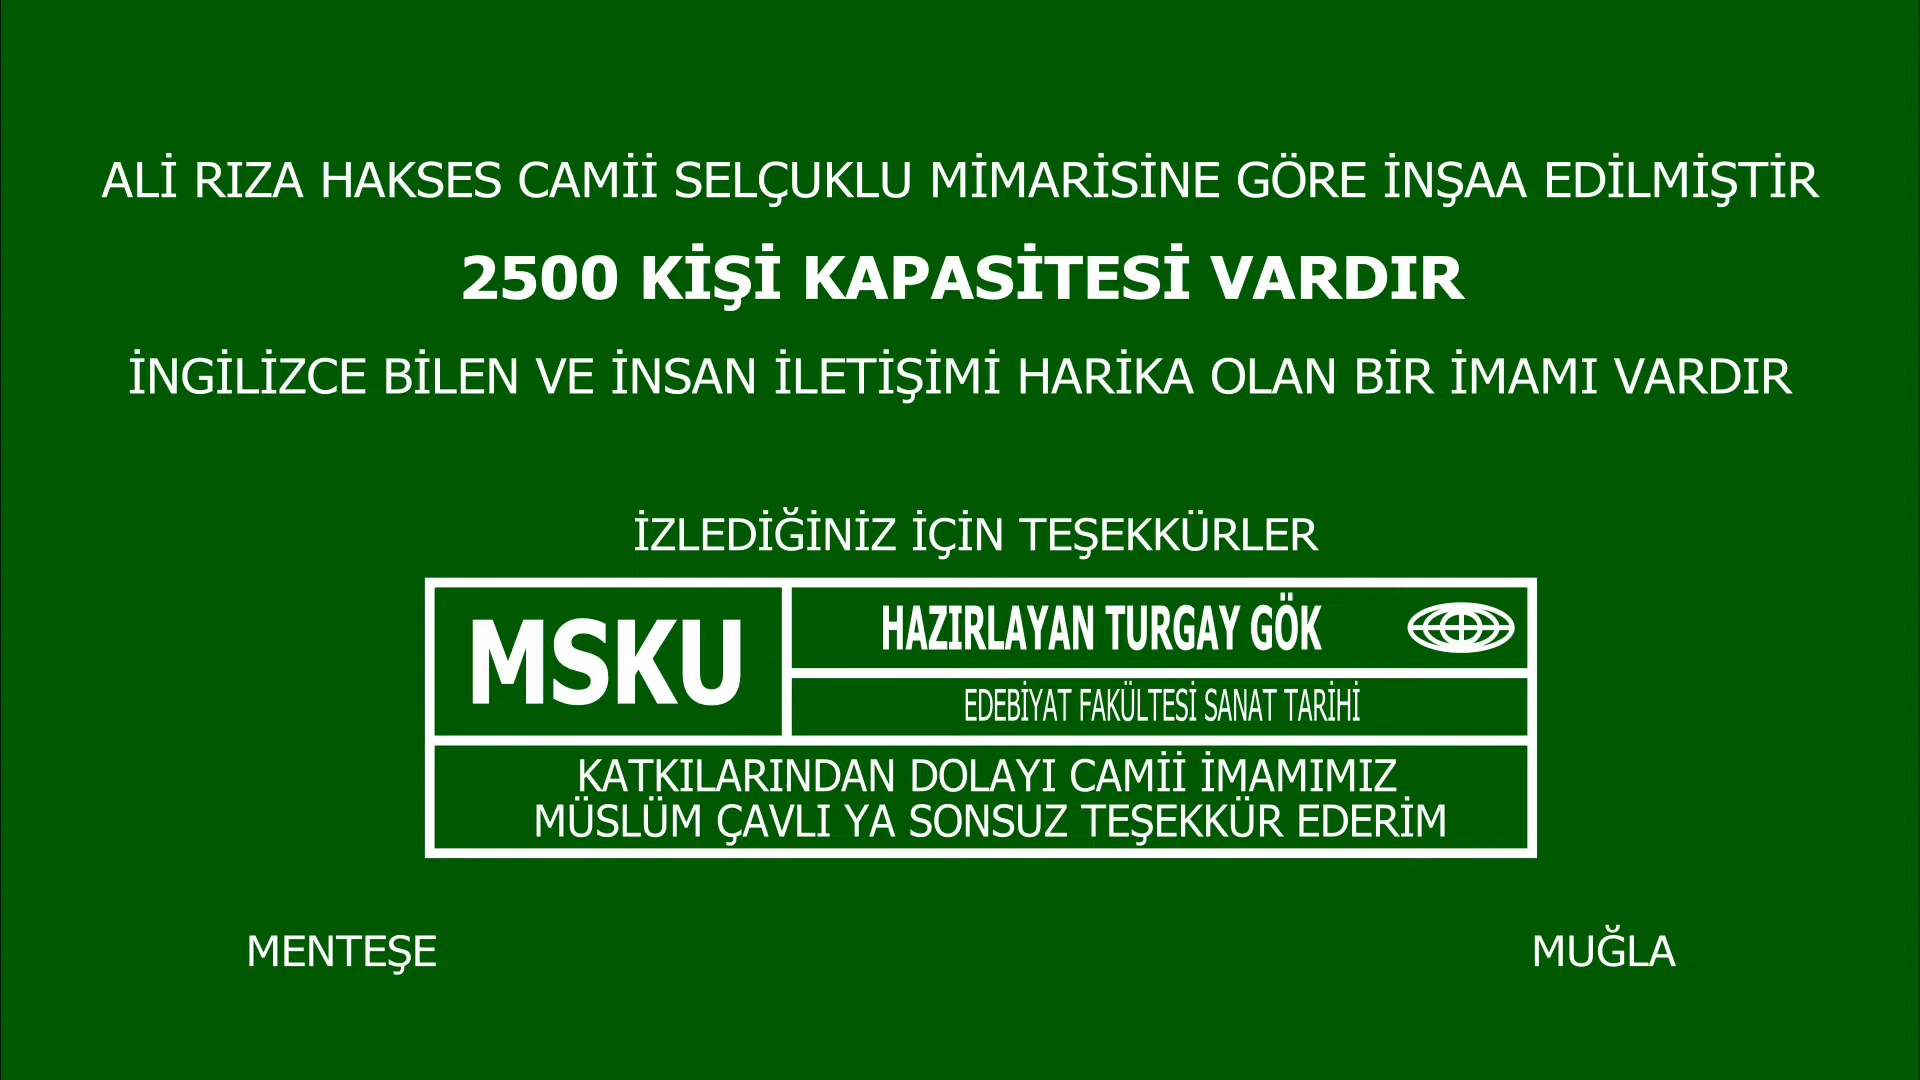 ALİ RIZA HAKSES CAMİİ SELÇUKLU MİMARİSİNE GÖRE İNŞAA EDİLMİŞTİR
2500 KİŞİ KAPASİTESİ VARDIR
İNGİLİZCE BİLEN VE İNSAN İLETİŞİMİ HARİKA OLAN BİR İMAMI VARDIR
İZLEDİĞİNİZ İÇİN TEŞEKKÜRLER
MSKU
HAZIRLAYAN TURGAY GÖK
EDEBİYAT FAKÜLTESİ SANAT TARİHİ
KATKILARINDAN DOLAYI CAMİİ İMAMIMIZ
MÜSLÜM ÇAVLI YA SONSUZ TEŞEKKÜR EDERİM
MENTEŞE
MUĞLA